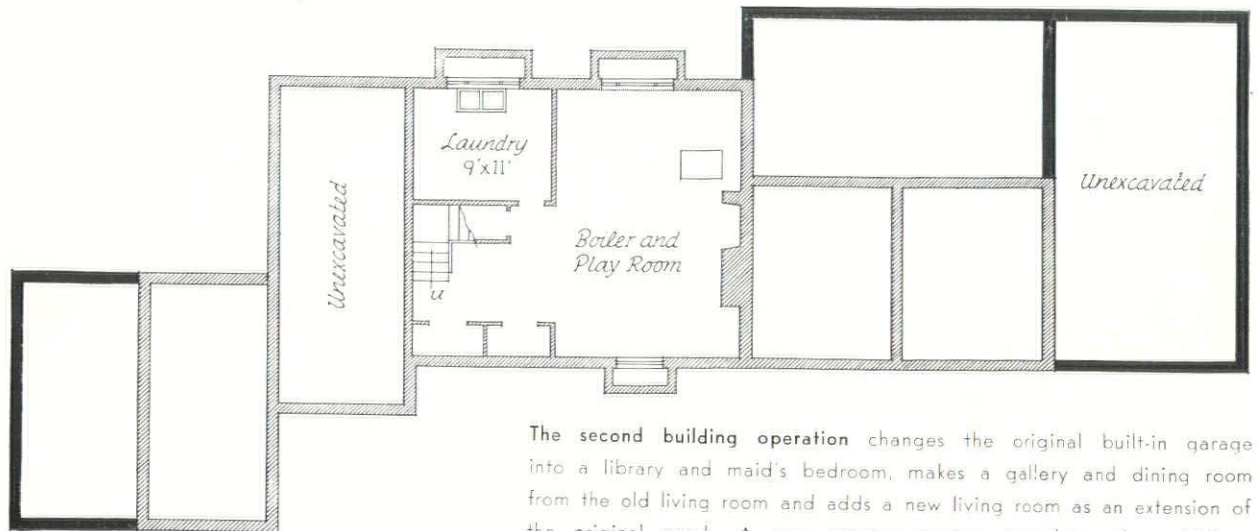 Laundry
9'x11'
Unexcavated
Unexcavated
Boiler and
Play Room
u
The second building operation changes the original built-in garage
into a library and maid's bedroom, makes a gallery and dining room
from the old living room and adds a new living room as an extension of
the original